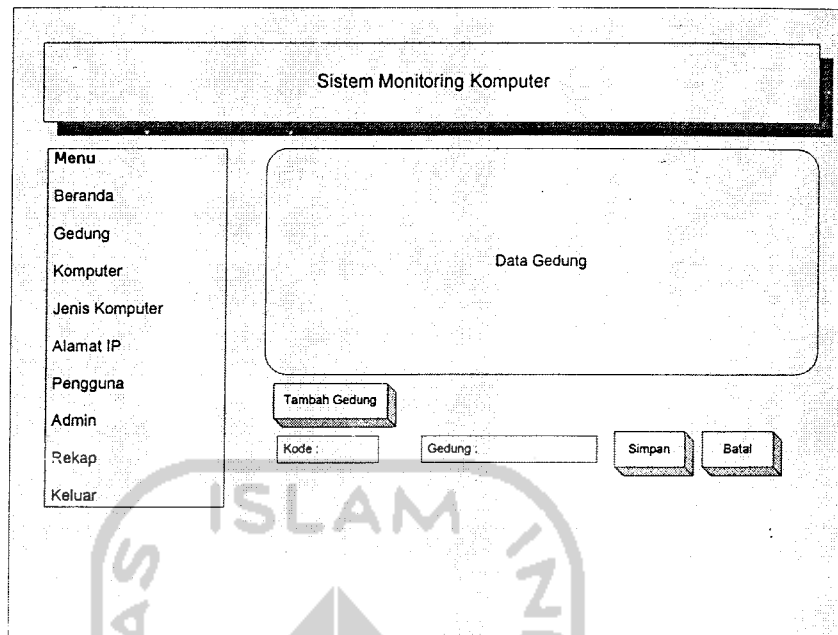 Sistem Monitoring Komputer
Menu
Beranda
Gedung
Komputer
Jenis Komputer
Alamat IP
Pengguna
Admin
Rekap
Keluar
Data Gedung
Tambah Gedung
Kode :
Gedung :
Simpan
Batal
ISLAM